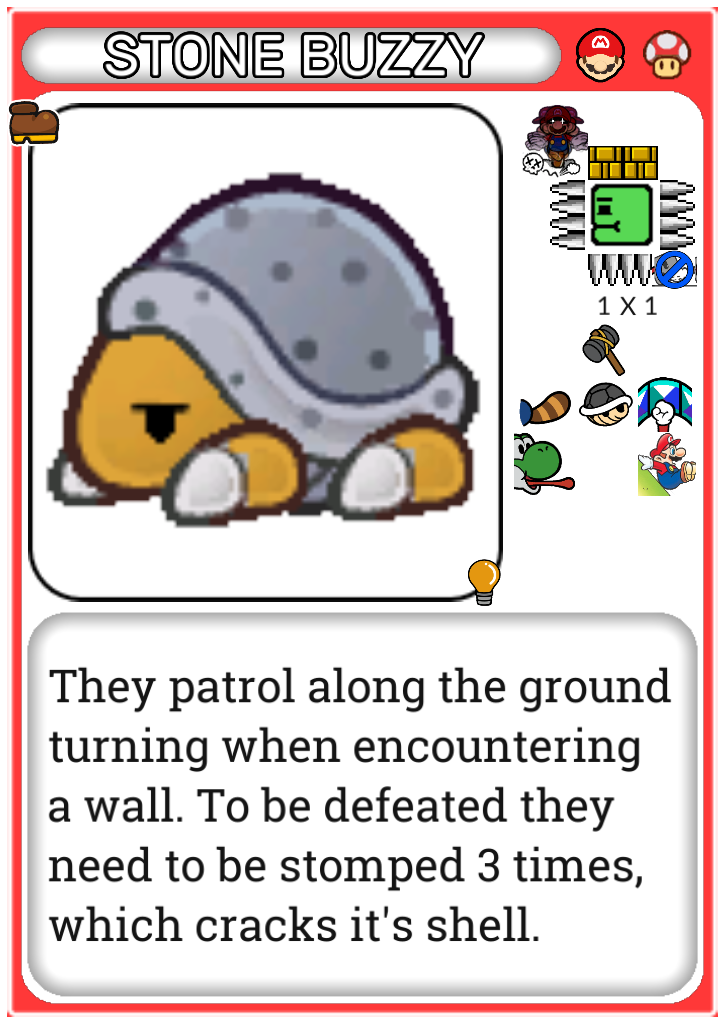 STONE BUZZY
1 X 1
They patrol along the ground
turning when encountering
a wall. To be defeated they
need to be stomped 3 times,
which cracks it's shell.